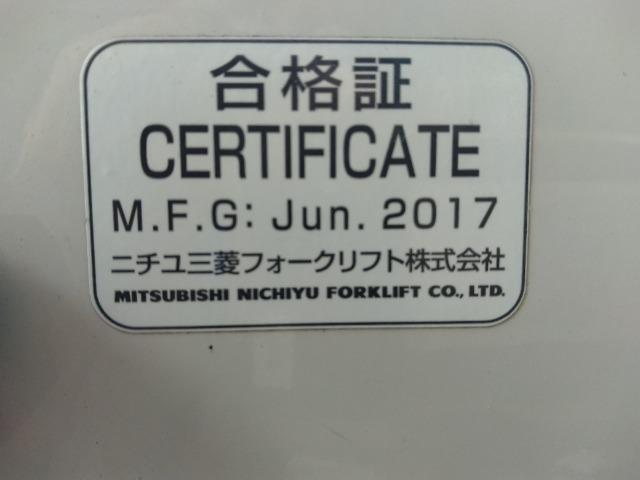 合格証
CERTIFICATE
M.F.G: Jun. 2017
ニチユ三菱フォークリフト株式会社
MITSUBISHI NICHIYU FORKLIFT CO., LTD.